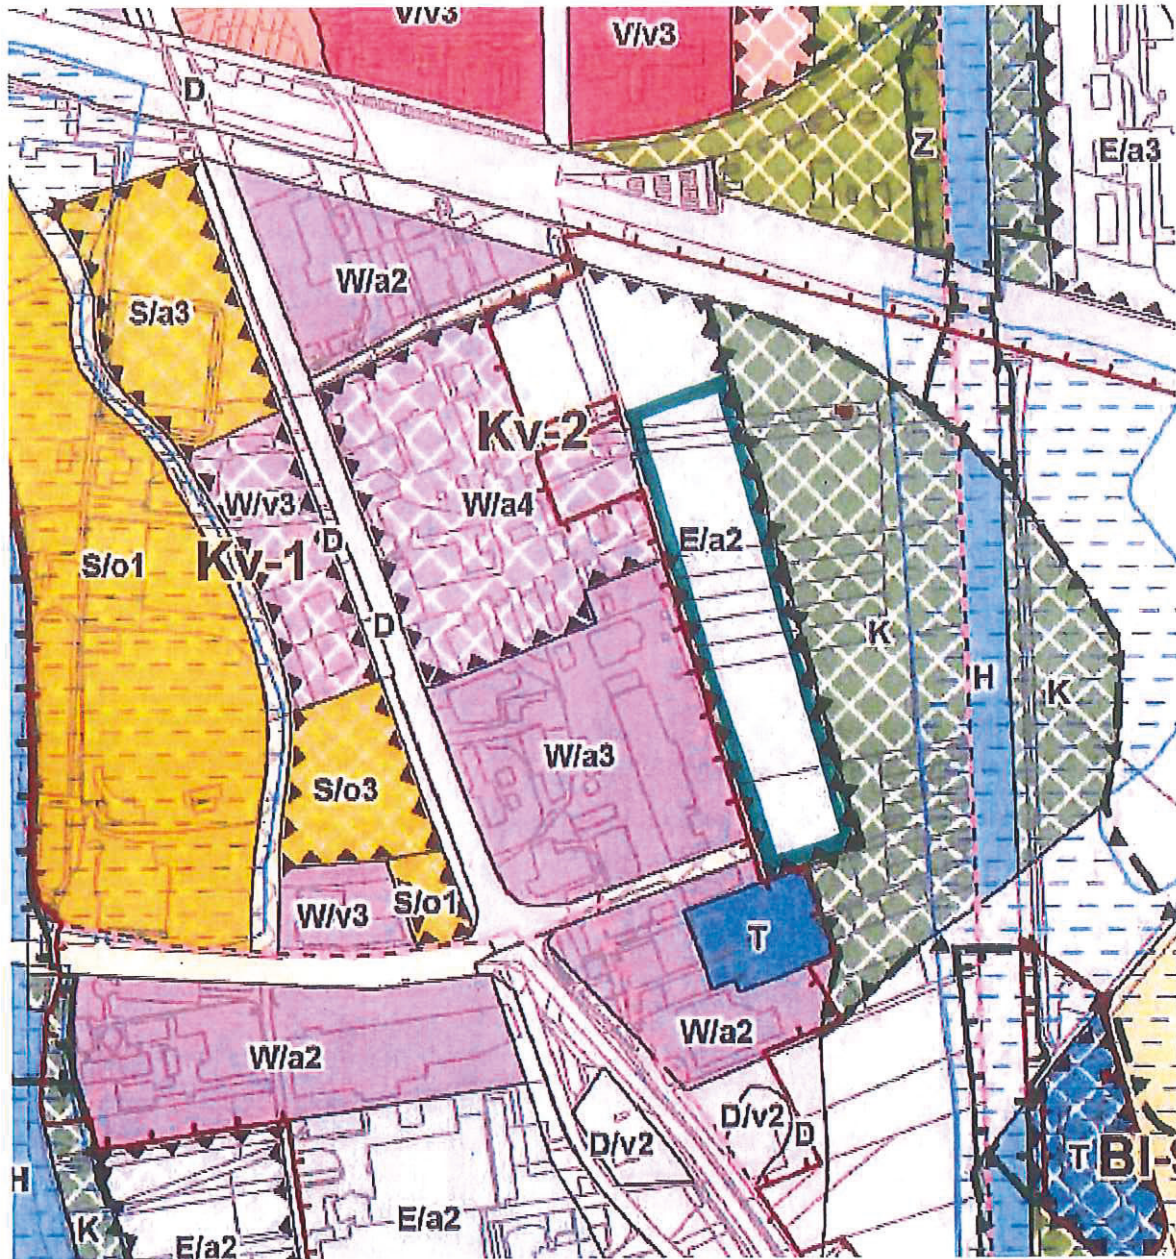 V/v3
V/v3
D
Z
E/a3
W/a2
S/a3
Kv-2
W/v3
W/a4
E/a2
D
Kv-1
S/o1
D
K
H
K
W/a3
S/o3
W/v3
S/o1
T
W/a2
W/a2
D/v2
D/v2
D
T
H
K
E/a2
E/a2